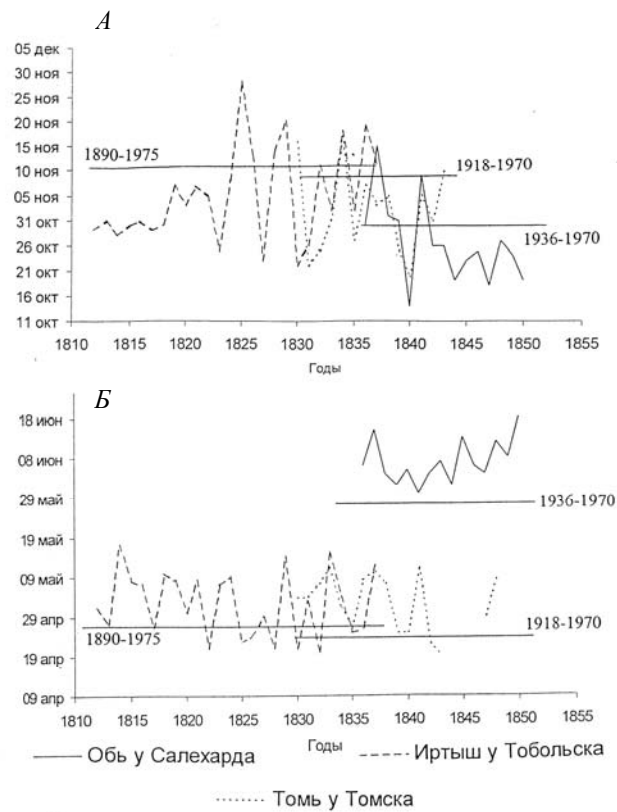 А
05 дек
30 ноя
25 ноя
20 ноя
15 ноя
10 ноя
05 ноя
31 окт
26 окт
21 окт
16 окт
11 окт
1890-1975
1918-1970
1936-1970
1810 1815 1820 1825 1830 1835 1840 1845 1850 1855
Годы
Б
18 июн
08 июн
29 май
19 май
09 май
29 апр
19 апр
09 апр
1936-1970
1890-1975
1918-1970
1810 1815 1820 1825 1830 1835 1840 1845 1850 1855
Годы
Обь у Салехарда Иртыш у Тобольска
Томь у Томска